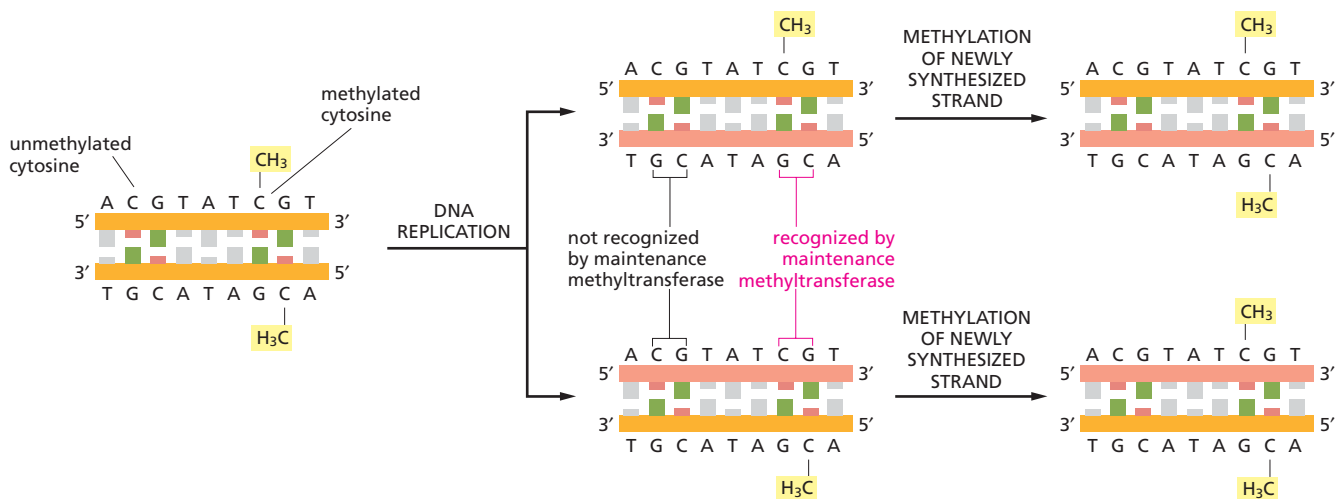 unmethylated
cytosine
methylated
cytosine
CH₃
A C G T A T C G T
5′ 3′
3′ 5′
T G C A T A G C A
H₃C
DNA
REPLICATION
CH₃
A C G T A T C G T
5′ 3′
3′ 5′
T G C A T A G C A
not recognized
by maintenance
methyltransferase
recognized by
maintenance
methyltransferase
A C G T A T C G T
5′ 3′
3′ 5′
T G C A T A G C A
H₃C
METHYLATION
OF NEWLY
SYNTHESIZED
STRAND
CH₃
A C G T A T C G T
5′ 3′
3′ 5′
T G C A T A G C A
H₃C
METHYLATION
OF NEWLY
SYNTHESIZED
STRAND
CH₃
A C G T A T C G T
5′ 3′
3′ 5′
T G C A T A G C A
H₃C